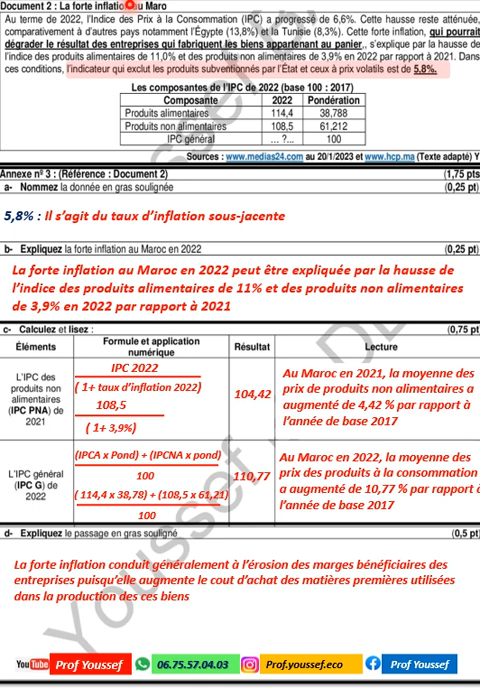 Document 2 : La forte inflation au Maro
Au terme de 2022, l'Indice des Prix à la Consommation (IPC) a progressé de 6,6%. Cette hausse reste atténuée,
comparativement à d'autres pays notamment l'Égypte (13,8%) et la Tunisie (8,3%). Cette forte inflation, qui pourrait
dégrader le résultat des entreprises qui fabriquent les biens appartenant au panier,, s'explique par la hausse de
l'indice des produits alimentaires de 11,0% et des produits non alimentaires de 3,9% en 2022 par rapport à 2021. Dans
ces conditions, l'indicateur qui exclut les produits subventionnés par l'État et ceux à prix volatils est de 5,8%.
Les composantes de l'IPC de 2022 (base 100 : 2017)
Composante 2022 Pondération
Produits alimentaires 114,4 38,788
Produits non alimentaires 108,5 61,212
IPC général ... ?... 100
Sources : www.medias24.com au 20/1/2023 et www.hcp.ma (Texte adapté) Y
Annexe n° 3 : (Référence : Document 2) (1,75 pts
a- Nommez la donnée en gras soulignée (0,25 pt)
5,8% : Il s'agit du taux d'inflation sous-jacente
b- Expliquez la forte inflation au Maroc en 2022 (0,25 pt)
La forte inflation au Maroc en 2022 peut être expliquée par la hausse de
l'indice des produits alimentaires de 11% et des produits non alimentaires
de 3,9% en 2022 par rapport à 2021
c- Calculez et lisez : (0,75 pt)
Éléments Formule et application numérique Résultat Lecture
L'IPC des
produits non
alimentaires
(IPC PNA) de
2021
IPC 2022
( 1+ taux d'inflation 2022)
108,5
( 1+ 3,9%)
104,42
Au Maroc en 2021, la moyenne des
prix de produits non alimentaires a
augmenté de 4,42 % par rapport à
l'année de base 2017
L'IPC général
(IPC G) de
2022
(IPCA x Pond) + (IPCNA x pond)
100
( 114,4 x 38,78) + (108,5 x 61,21)
100
110,77
Au Maroc en 2022, la moyenne des
prix des produits à la consommation
a augmenté de 10,77 % par rapport à
l'année de base 2017
d- Expliquez le passage en gras souligné (0,5 pt)
La forte inflation conduit généralement à l'érosion des marges bénéficiaires des
entreprises puisqu'elle augmente le cout d'achat des matières premières utilisées
dans la production des ces biens
YouTube Prof Youssef 06.75.57.04.03 Prof.youssef.eco Prof Youssef